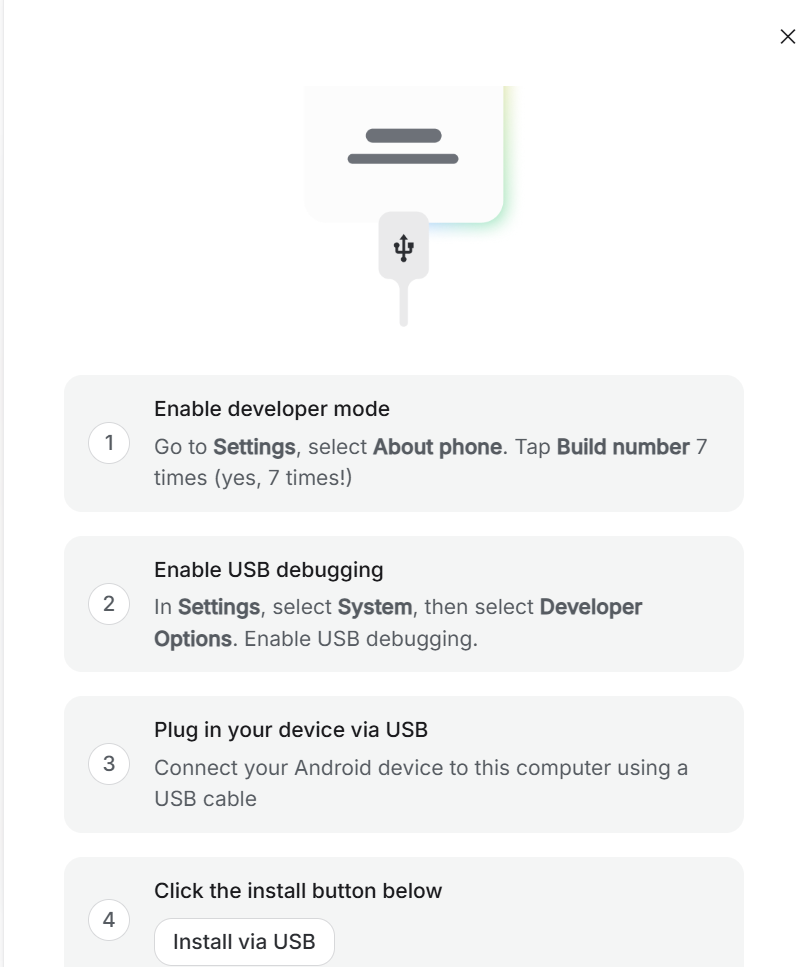 1
Enable developer mode
Go to Settings, select About phone. Tap Build number 7
times (yes, 7 times!)
2
Enable USB debugging
In Settings, select System, then select Developer
Options. Enable USB debugging.
3
Plug in your device via USB
Connect your Android device to this computer using a
USB cable
4
Click the install button below
Install via USB